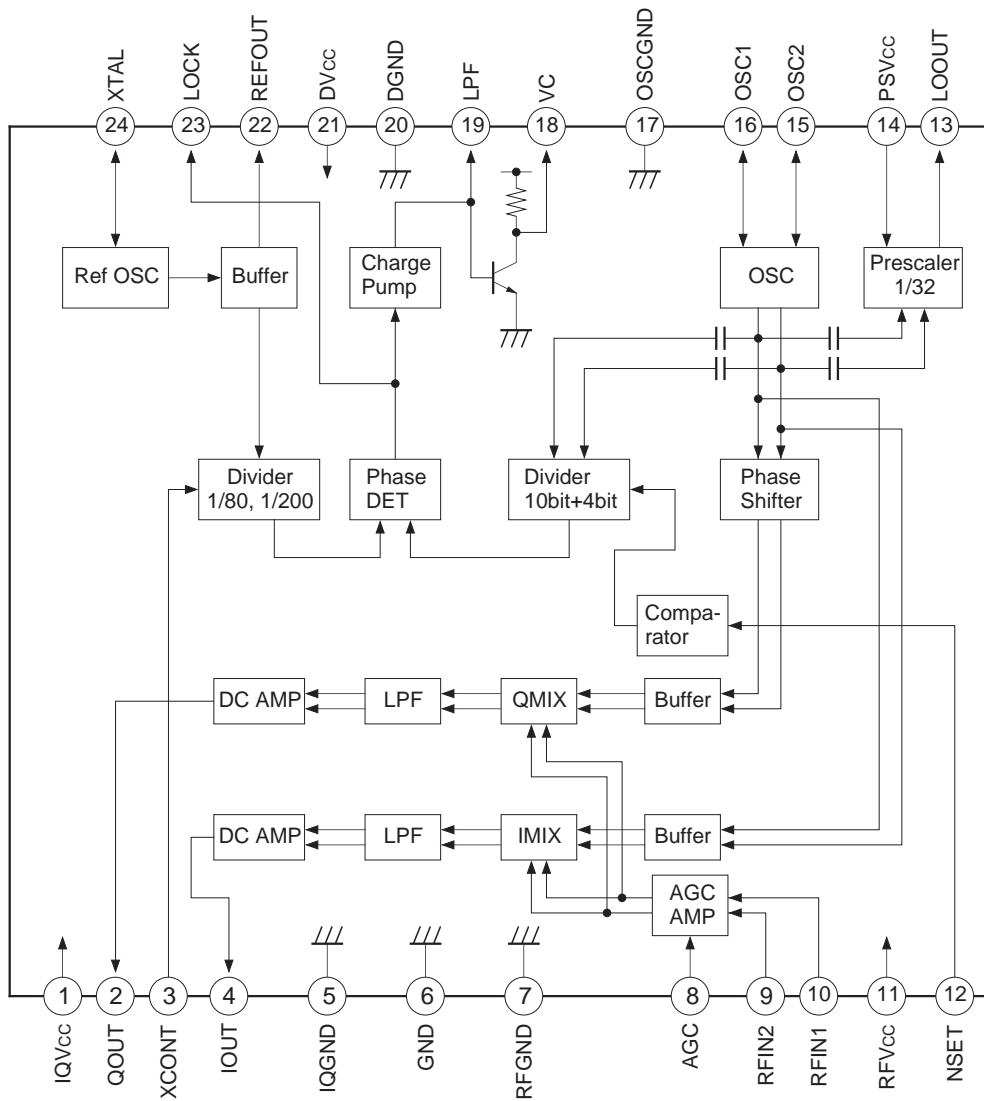 XTAL
LOCK
REFOUT
DVcc
DGND
LPF
VC
OSCGND
OSC1
OSC2
PSVcc
LOOUT
24
23
22
21
20
19
18
17
16
15
14
13
Ref OSC
Buffer
Charge
Pump
OSC
Prescaler
1/32
Divider
1/80, 1/200
Phase
DET
Divider
10bit+4bit
Phase
Shifter
Compa-
rator
DC AMP
LPF
QMIX
Buffer
DC AMP
LPF
IMIX
Buffer
AGC
AMP
1
2
3
4
5
6
7
8
9
10
11
12
IQVcc
QOUT
XCONT
IOUT
IQGND
GND
RFGND
AGC
RFIN2
RFIN1
RFVcc
NSET